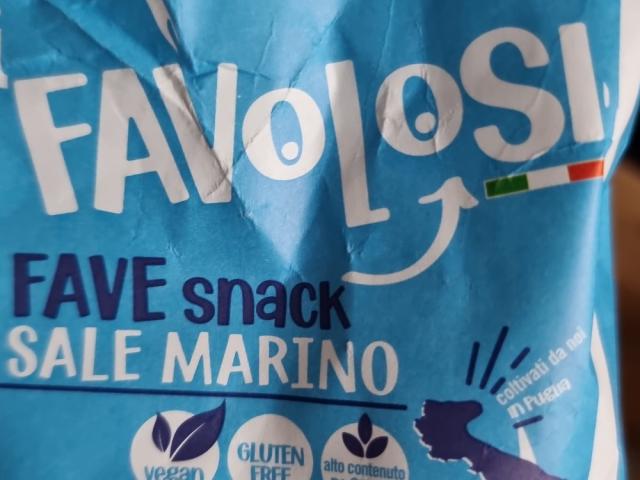 FAVOLOSI
FAVE snack
SALE MARINO
coltivati da noi
in Puglia
vegan
GLUTEN
FREE
alto contenuto